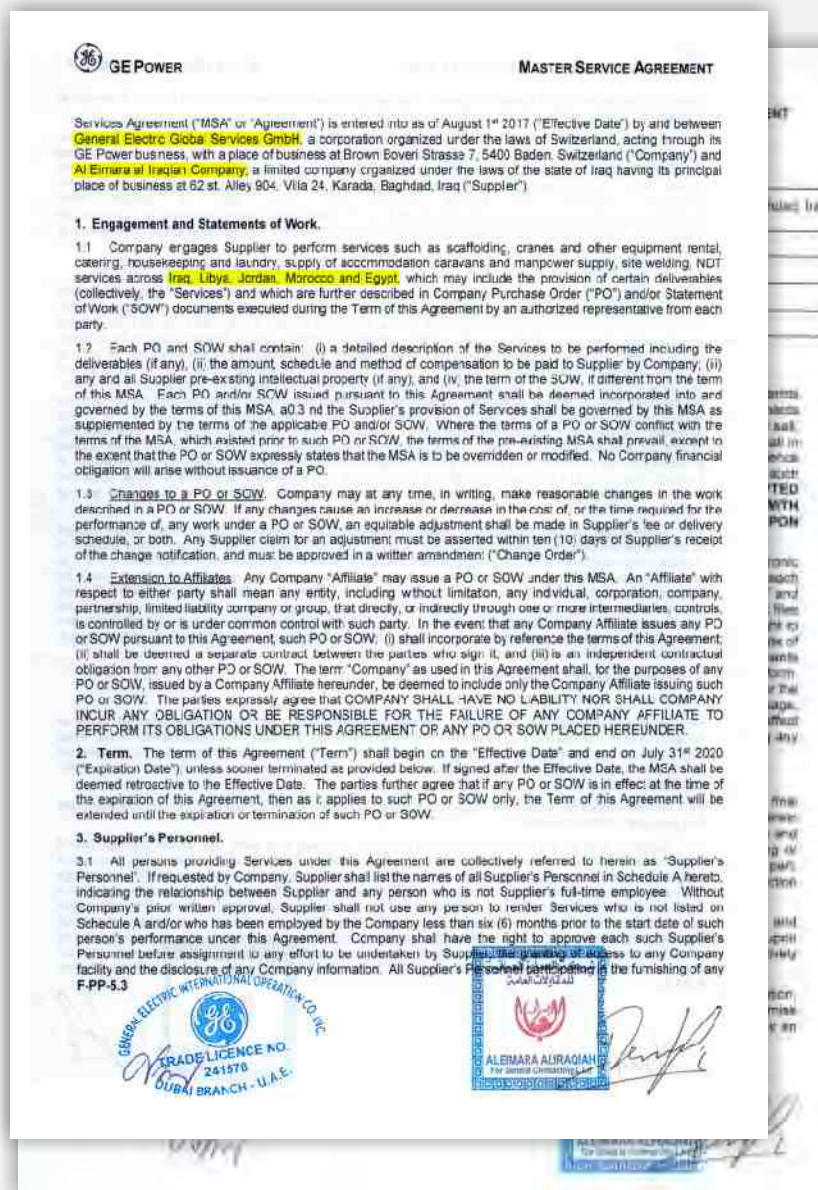 GE POWER
MASTER SERVICE AGREEMENT
Services Agreement ("MSA" or "Agreement") is entered into as of August 1st 2017 ("Effective Date") by and between
General Electric Global Services GmbH, a corporation organized under the laws of Switzerland, acting through its
GE Power business, with a place of business at Brown Boveri Strasse 7, 5400 Baden, Switzerland ("Company") and
Al Eimara al Iraqian Company, a limited company organized under the laws of the state of Iraq having its principal
place of business at 62 st. Alley 904, Villa 24, Karada, Baghdad, Iraq ("Supplier")
1. Engagement and Statements of Work.
1.1 Company engages Supplier to perform services such as scaffolding, cranes and other equipment rental,
catering, housekeeping and laundry, supply of accommodation caravans and manpower supply, site welding, NDT
services across Iraq, Libya, Jordan, Morocco and Egypt, which may include the provision of certain deliverables
(collectively, the "Services") and which are further described in Company Purchase Order ("PO") and/or Statement
of Work ("SOW") documents executed during the Term of this Agreement by an authorized representative from each
party.
1.2 Each PO and SOW shall contain: (i) a detailed description of the Services to be performed including the
deliverables (if any), (ii) the amount, schedule and method of compensation to be paid to Supplier by Company; (ii)
any and all Supplier pre-existing intellectual property (if any); and (iv) the term of the SOW, if different from the term
of this MSA. Each PO and/or SOW issued pursuant to this Agreement shall be deemed incorporated into and
governed by the terms of this MSA, a0.3 nd the Supplier's provision of Services shall be governed by this MSA as
supplemented by the terms of the applicable PO and/or SOW. Where the terms of a PO or SOW conflict with the
terms of the MSA, which existed prior to such PO or SOW, the terms of the pre-existing MSA shall prevail, except to
the extent that the PO or SOW expressly states that the MSA is to be overridden or modified. No Company financial
obligation will arise without issuance of a PO.
1.3 Changes to a PO or SOW. Company may at any time, in writing, make reasonable changes in the work
described in a PO or SOW. If any changes cause an increase or decrease in the cost of, or the time required for the
performance of, any work under a PO or SOW, an equitable adjustment shall be made in Supplier's fee or delivery
schedule, or both. Any Supplier claim for an adjustment must be asserted within ten (10) days of Supplier's receipt
of the change notification, and must be approved in a written amendment ("Change Order").
1.4 Extension to Affiliates. Any Company "Affiliate" may issue a PO or SOW under this MSA. An "Affiliate" with
respect to either party shall mean any entity, including without limitation, any individual, corporation, company,
partnership, limited liability company or group, that directly, or indirectly through one or more intermediaries, controls,
is controlled by or is under common control with such party. In the event that any Company Affiliate issues any PO
or SOW pursuant to this Agreement, such PO or SOW: (i) shall incorporate by reference the terms of this Agreement;
(ii) shall be deemed a separate contract between the parties who sign it, and (iii) is an independent contractual
obligation from any other PO or SOW. The term "Company" as used in this Agreement shall, for the purposes of any
PO or SOW, issued by a Company Affiliate hereunder, be deemed to include only the Company Affiliate issuing such
PO or SOW. The parties expressly agree that COMPANY SHALL HAVE NO LIABILITY NOR SHALL COMPANY
INCUR ANY OBLIGATION OR BE RESPONSIBLE FOR THE FAILURE OF ANY COMPANY AFFILIATE TO
PERFORM ITS OBLIGATIONS UNDER THIS AGREEMENT OR ANY PO OR SOW PLACED HEREUNDER.
2. Term. The term of this Agreement ("Term") shall begin on the "Effective Date" and end on July 31st 2020
("Expiration Date"), unless sooner terminated as provided below. If signed after the Effective Date, the MSA shall be
deemed retroactive to the Effective Date. The parties further agree that if any PO or SOW is in effect at the time of
the expiration of this Agreement, then as it applies to such PO or SOW only, the Term of this Agreement will be
extended until the expiration or termination of such PO or SOW.
3. Supplier's Personnel.
3.1 All persons providing Services under this Agreement are collectively referred to herein as "Supplier's
Personnel". If requested by Company, Supplier shall list the names of all Supplier's Personnel in Schedule A hereto,
indicating the relationship between Supplier and any person who is not Supplier's full-time employee. Without
Company's prior written approval, Supplier shall not use any person to render Services who is not listed on
Schedule A and/or who has been employed by the Company less than six (6) months prior to the start date of such
person's performance under this Agreement. Company shall have the right to approve each such Supplier's
Personnel before assignment to any effort to be undertaken by Supplier, the granting of access to any Company
facility and the disclosure of any Company information. All Supplier's Personnel participating in the furnishing of any
F-PP-5.3
GENERAL ELECTRIC INTERNATIONAL OPERATION CO. INC.
TRADE LICENCE NO.
241576
DUBAI BRANCH - U.A.E.
للمقاولات العامة
ALEIMARA ALIRAQIAH
For General Contracting